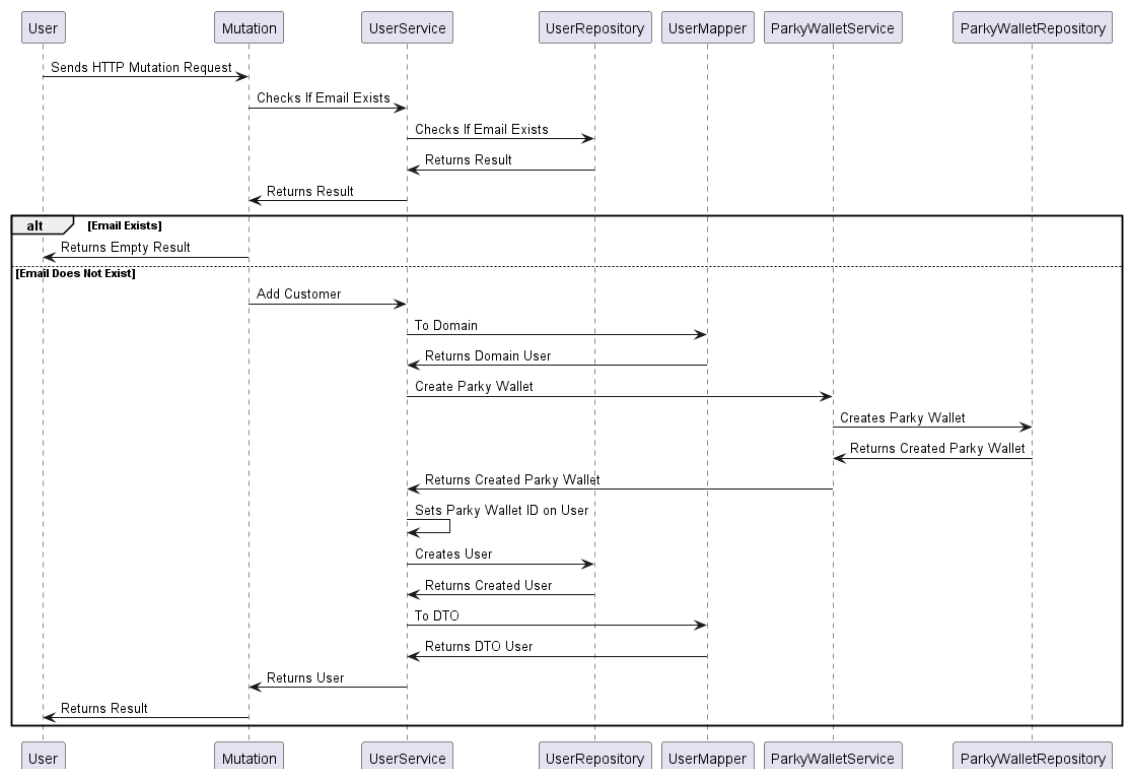 User Mutation UserService UserRepository UserMapper ParkyWalletService ParkyWalletRepository
Sends HTTP Mutation Request
Checks If Email Exists
Checks If Email Exists
Returns Result
Returns Result
alt [Email Exists]
Returns Empty Result
[Email Does Not Exist]
Add Customer
To Domain
Returns Domain User
Create Parky Wallet
Creates Parky Wallet
Returns Created Parky Wallet
Returns Created Parky Wallet
Sets Parky Wallet ID on User
Creates User
Returns Created User
To DTO
Returns DTO User
Returns User
Returns Result
User Mutation UserService UserRepository UserMapper ParkyWalletService ParkyWalletRepository